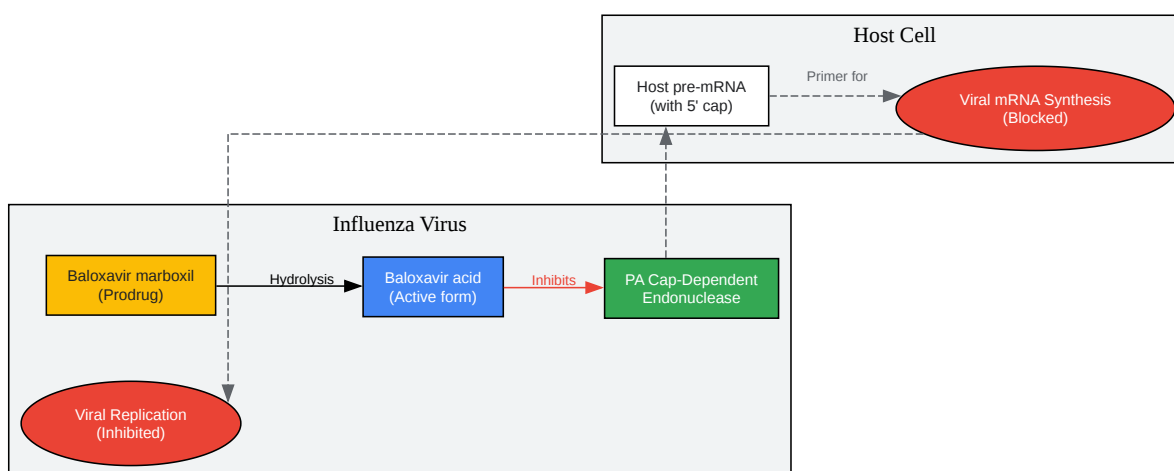 Host Cell
Host pre-mRNA
(with 5' cap)
Primer for
Viral mRNA Synthesis
(Blocked)
Influenza Virus
Baloxavir marboxil
(Prodrug)
Hydrolysis
Baloxavir acid
(Active form)
Inhibits
PA Cap-Dependent
Endonuclease
Viral Replication
(Inhibited)